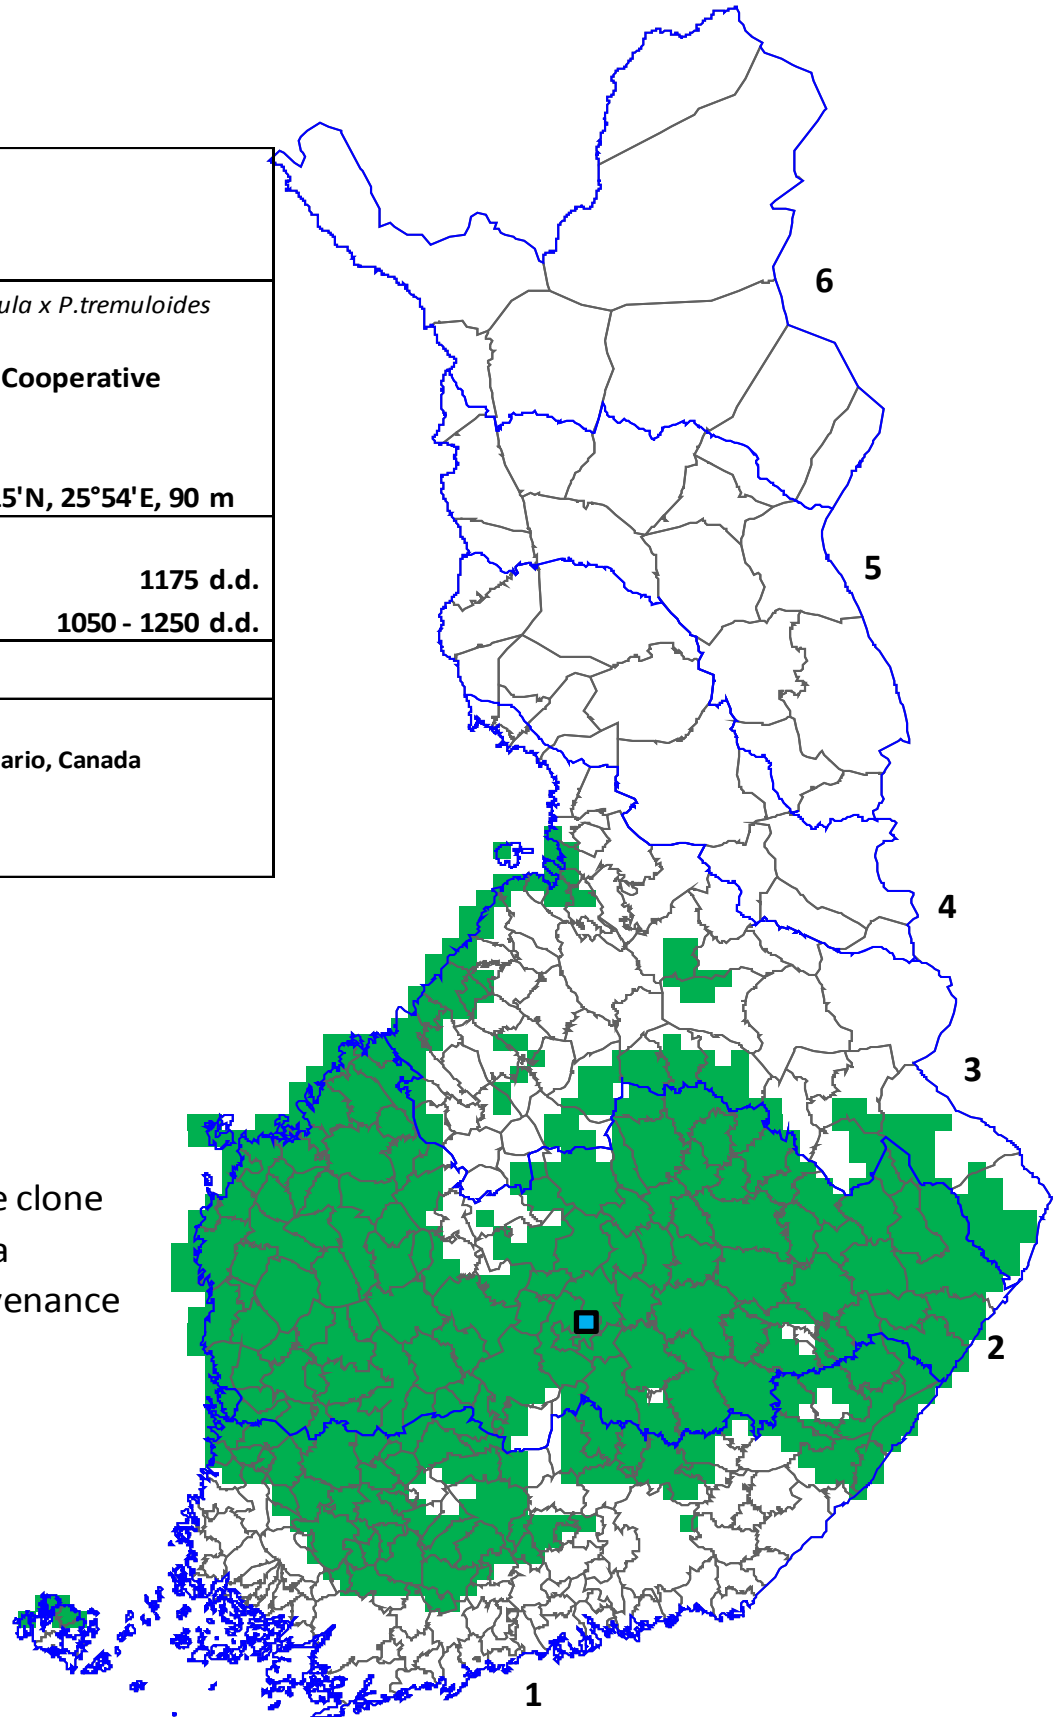 ula x P.tremuloides
Cooperative
5'N, 25°54'E, 90 m
1175 d.d.
1050 - 1250 d.d.
ario, Canada
6
5
4
3
e clone
a
venance
2
1